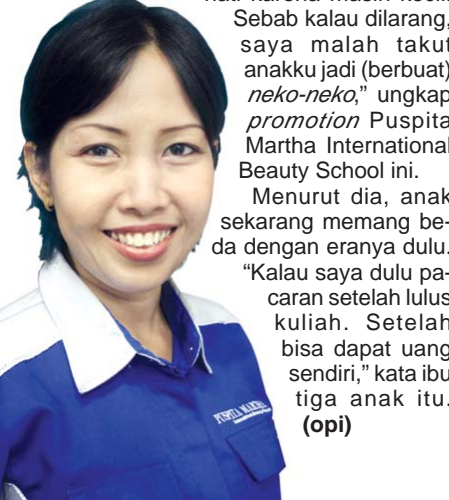 Sebab kalau dilarang,
saya malah takut
anakku jadi (berbuat)
neko-neko," ungkap
promotion Puspita
Martha International
Beauty School ini.
Menurut dia, anak
sekarang memang be-
da dengan eranya dulu.
"Kalau saya dulu pa-
caran setelah lulus
kuliah. Setelah
bisa dapat uang
sendiri," kata ibu
tiga anak itu.
(opi)
PUSPITA MARTHA